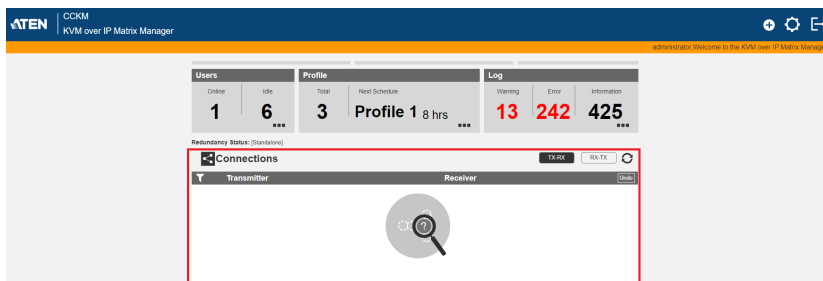 ATEN
CCKM
KVM over IP Matrix Manager
administrator,Welcome to the KVM over IP Matrix Manage
Users
Profile
Log
Online
Idle
Total
Next Schedule
Warning
Error
Information
1
6
3
Profile 1 8 hrs
13
242
425
Redundancy Status: [Standalone]
Connections
TX-RX
RX-TX
Transmitter
Receiver
Undo
?